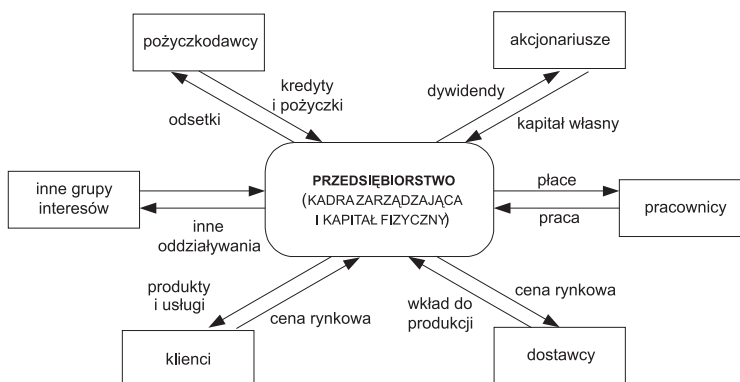 pożyczkodawcy
akcjonariusze
kredyty
i pożyczki
odsetki
dywidendy
kapitał własny
inne grupy
interesów
PRZEDSIĘBIORSTWO
(KADRA ZARZĄDZAJĄCA
I KAPITAŁ FIZYCZNY)
płace
praca
pracownicy
inne
oddziaływania
produkty
i usługi
cena rynkowa
wkład do
produkcji
cena rynkowa
klienci
dostawcy